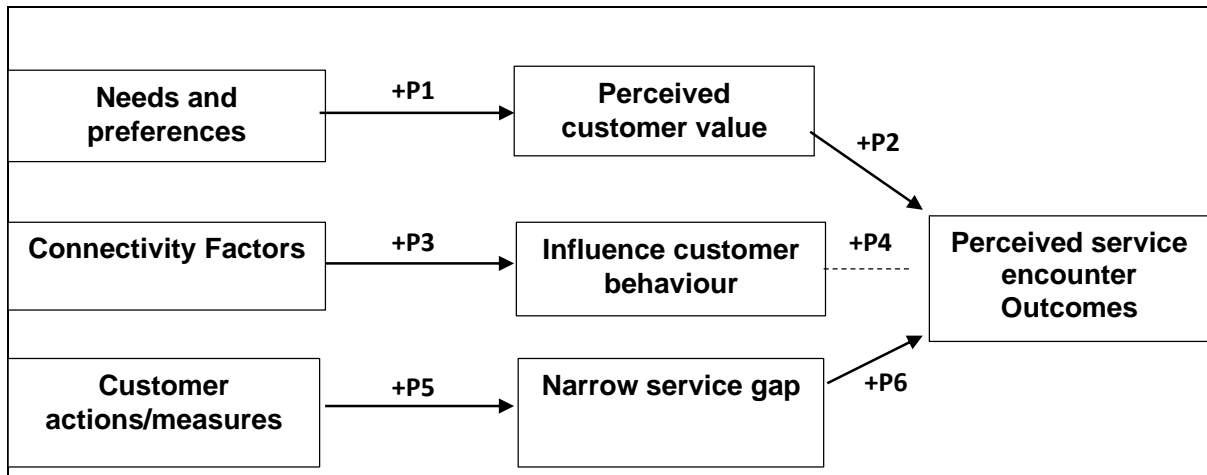 Needs and
preferences
+P1
Perceived
customer value
+P2
Connectivity Factors
+P3
Influence customer
behaviour
+P4
Perceived service
encounter
Outcomes
Customer
actions/measures
+P5
Narrow service gap
+P6